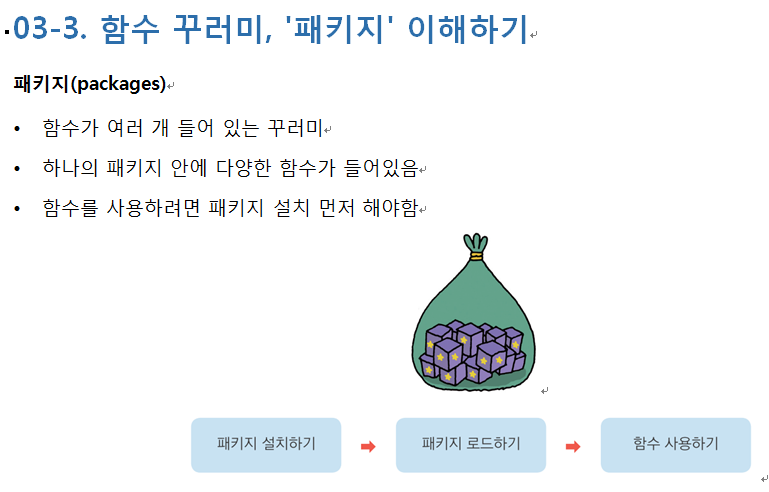 03-3. 함수 꾸러미, '패키지' 이해하기
패키지(packages)
• 함수가 여러 개 들어 있는 꾸러미
• 하나의 패키지 안에 다양한 함수가 들어있음
• 함수를 사용하려면 패키지 설치 먼저 해야함
패키지 설치하기 ➡ 패키지 로드하기 ➡ 함수 사용하기